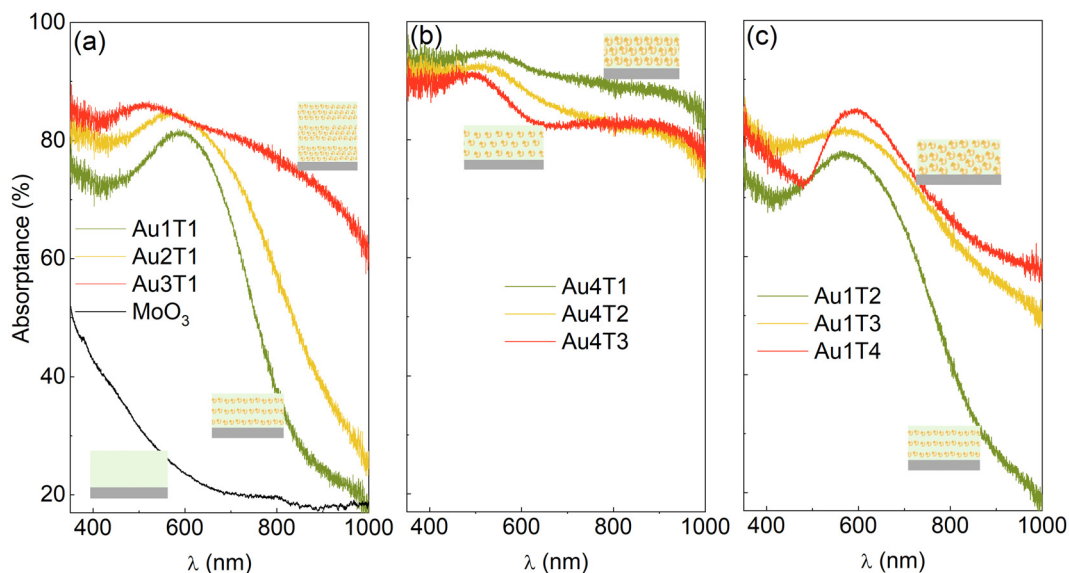 100
80
60
40
20
Absorptance (%)
(a)
Au1T1
Au2T1
Au3T1
MoO₃
400 600 800 1000
λ (nm)
(b)
Au4T1
Au4T2
Au4T3
400 600 800 1000
λ (nm)
(c)
Au1T2
Au1T3
Au1T4
400 600 800 1000
λ (nm)